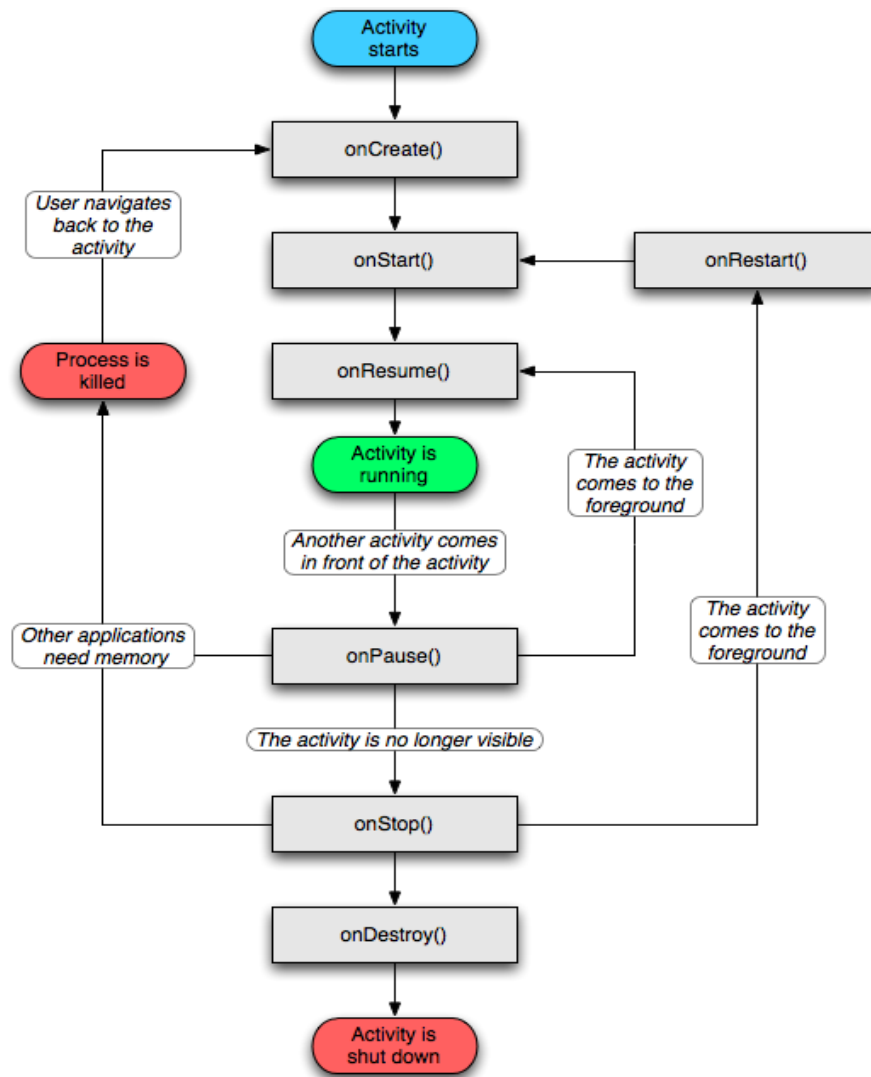 Activity
starts
onCreate()
User navigates
back to the
activity
onStart()
onRestart()
Process is
killed
onResume()
Activity is
running
The activity
comes to the
foreground
Another activity comes
in front of the activity
The activity
comes to the
foreground
Other applications
need memory
onPause()
The activity is no longer visible
onStop()
onDestroy()
Activity is
shut down